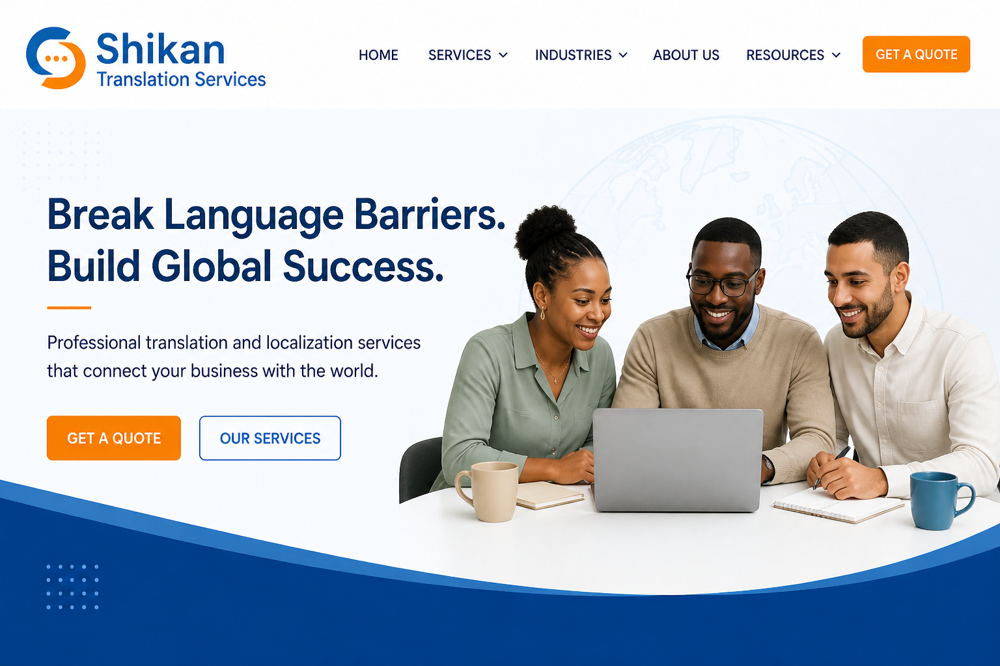 Shikan
Translation Services
HOME
SERVICES
INDUSTRIES
ABOUT US
RESOURCES
GET A QUOTE
Break Language Barriers.
Build Global Success.
Professional translation and localization services
that connect your business with the world.
GET A QUOTE
OUR SERVICES